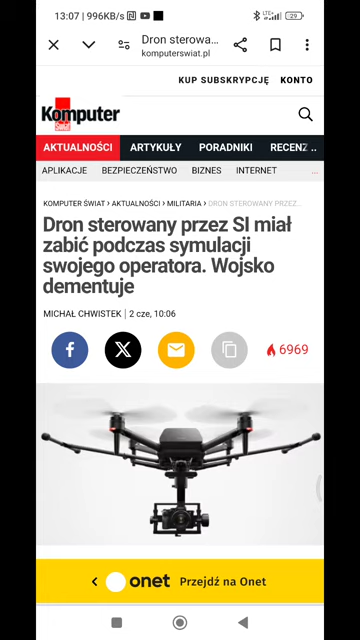 13:07 | 996KB/s
LTE
29
Dron sterowa...
komputerswiat.pl
KUP SUBSKRYPCJĘ KONTO
Komputer
Świat
AKTUALNOŚCI ARTYKUŁY PORADNIKI RECENZ ..
APLIKACJE BEZPIECZEŃSTWO BIZNES INTERNET ...
KOMPUTER ŚWIAT > AKTUALNOŚCI > MILITARIA > DRON STEROWANY PRZEZ...
Dron sterowany przez SI miał
zabić podczas symulacji
swojego operatora. Wojsko
dementuje
MICHAŁ CHWISTEK | 2 cze, 10:06
6969
< onet Przejdź na Onet